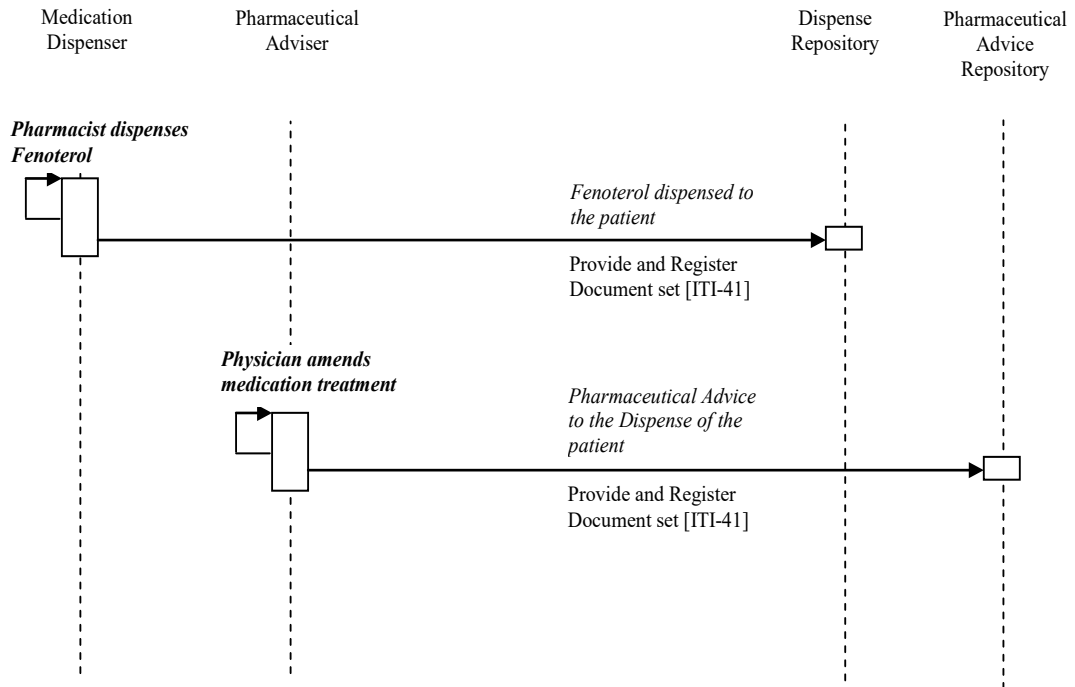 Medication
Dispenser
Pharmaceutical
Adviser
Dispense
Repository
Pharmaceutical
Advice
Repository
Pharmacist dispenses
Fenoterol
Fenoterol dispensed to
the patient
Provide and Register
Document set [ITI-41]
Physician amends
medication treatment
Pharmaceutical Advice
to the Dispense of the
patient
Provide and Register
Document set [ITI-41]